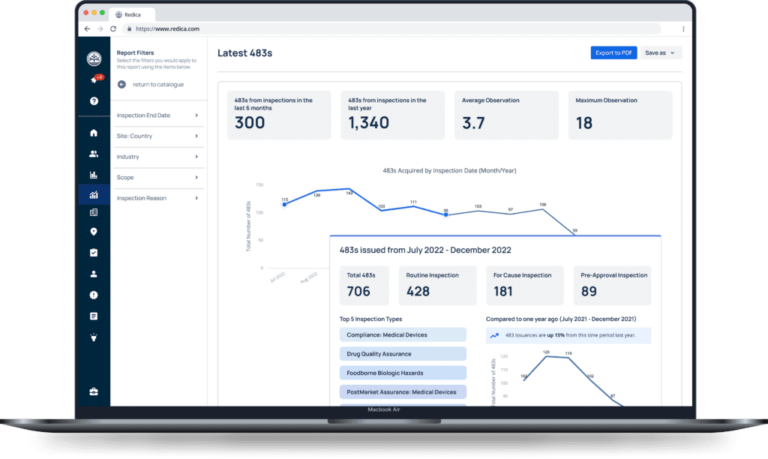 Redica
https://www.redica.com
Report Filters
Select the filters you would apply to
this report using the items below.
return to catalogue
Inspection End Date
Site: Country
Industry
Scope
Inspection Reason
Latest 483s
Export to PDF
Save as
483s from inspections in the
last 5 months
300
483s from inspections in the
last year
1,340
Average Observation
3.7
Maximum Observation
18
483s Acquired by Inspection Date (Month/Year)
Total Number of 483s
150
100
50
0
111
103
97
106
Jul 2022
Aug 2022
483s issued from July 2022 - December 2022
Total 483s
706
Routine Inspection
428
For Cause Inspection
181
Pre-Approval Inspection
89
Top 5 Inspection Types
Compliance: Medical Devices
Drug Quality Assurance
Foodborne Biologic Hazards
PostMarket Assurance: Medical Devices
Compared to one year ago (July 2021 - December 2021)
483 issuances are up 15% from this time period last year.
Total Number of 483s
120
110
100
90
120
119
102
Macbook Air